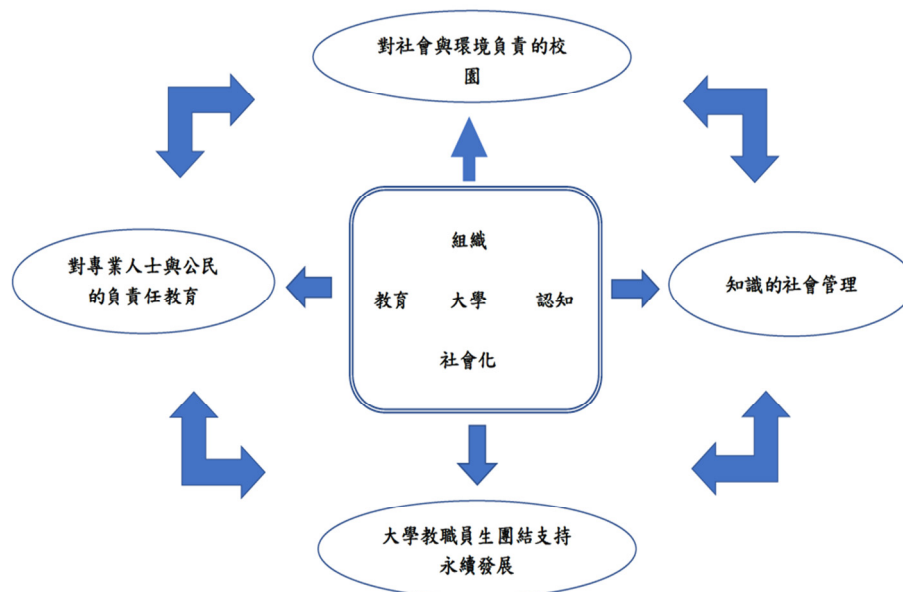 對社會與環境負責的校
園
組織
對專業人士與公民
的負責任教育
教育 大學 認知
知識的社會管理
社會化
大學教職員生團結支持
永續發展